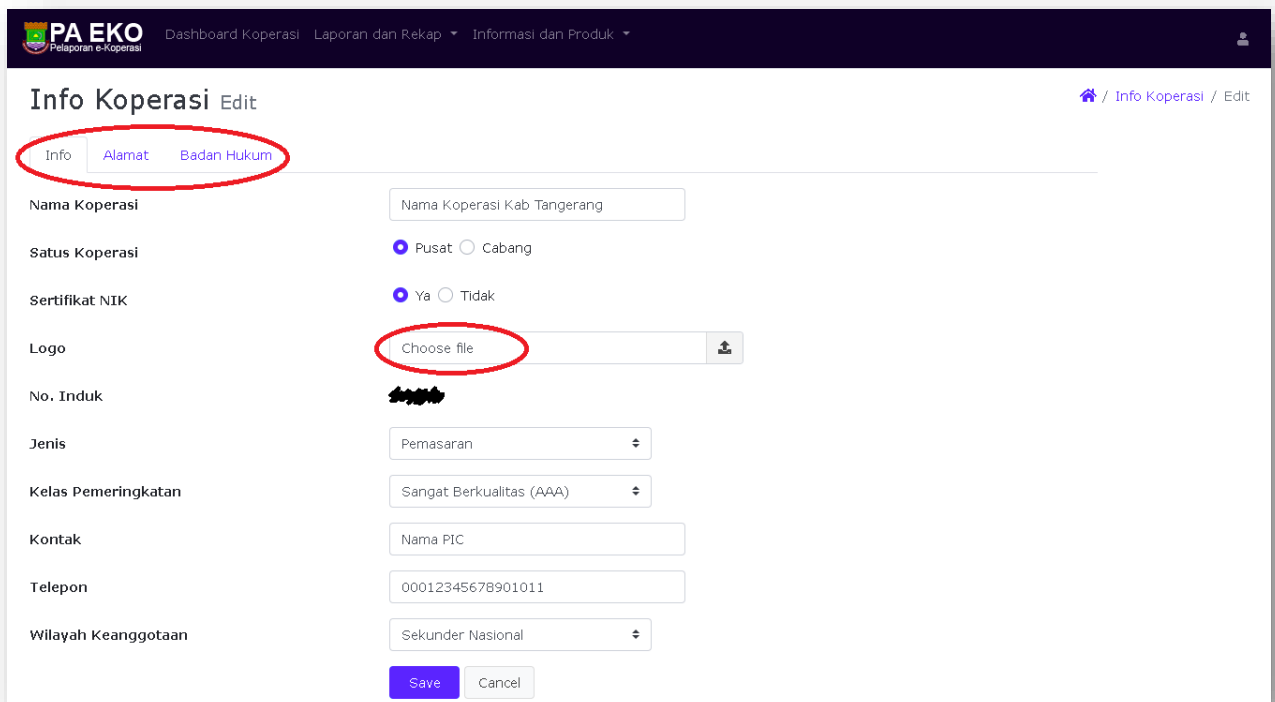 PA EKO
Pelaporan e-Koperasi
Dashboard Koperasi Laporan dan Rekap Informasi dan Produk
Info Koperasi Edit
/ Info Koperasi / Edit
Info Alamat Badan Hukum
Nama Koperasi Nama Koperasi Kab Tangerang
Satus Koperasi Pusat Cabang
Sertifikat NIK Ya Tidak
Logo Choose file
No. Induk
Jenis Pemasaran
Kelas Pemeringkatan Sangat Berkualitas (AAA)
Kontak Nama PIC
Telepon 00012345678901011
Wilayah Keanggotaan Sekunder Nasional
Save Cancel